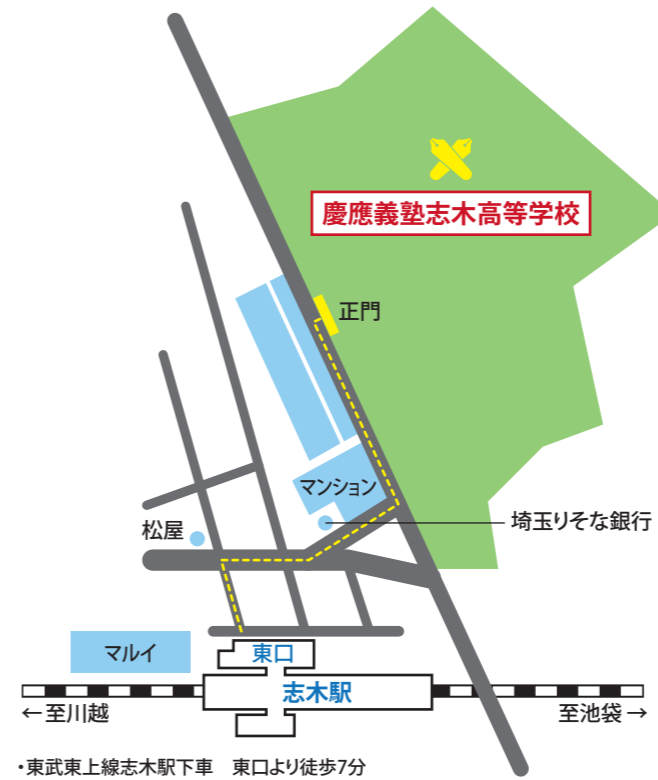 慶應義塾志木高等学校
正門
マンション
埼玉りそな銀行
松屋
マルイ
東口
志木駅
←至川越
至池袋→
・東武東上線志木駅下車　東口より徒歩7分